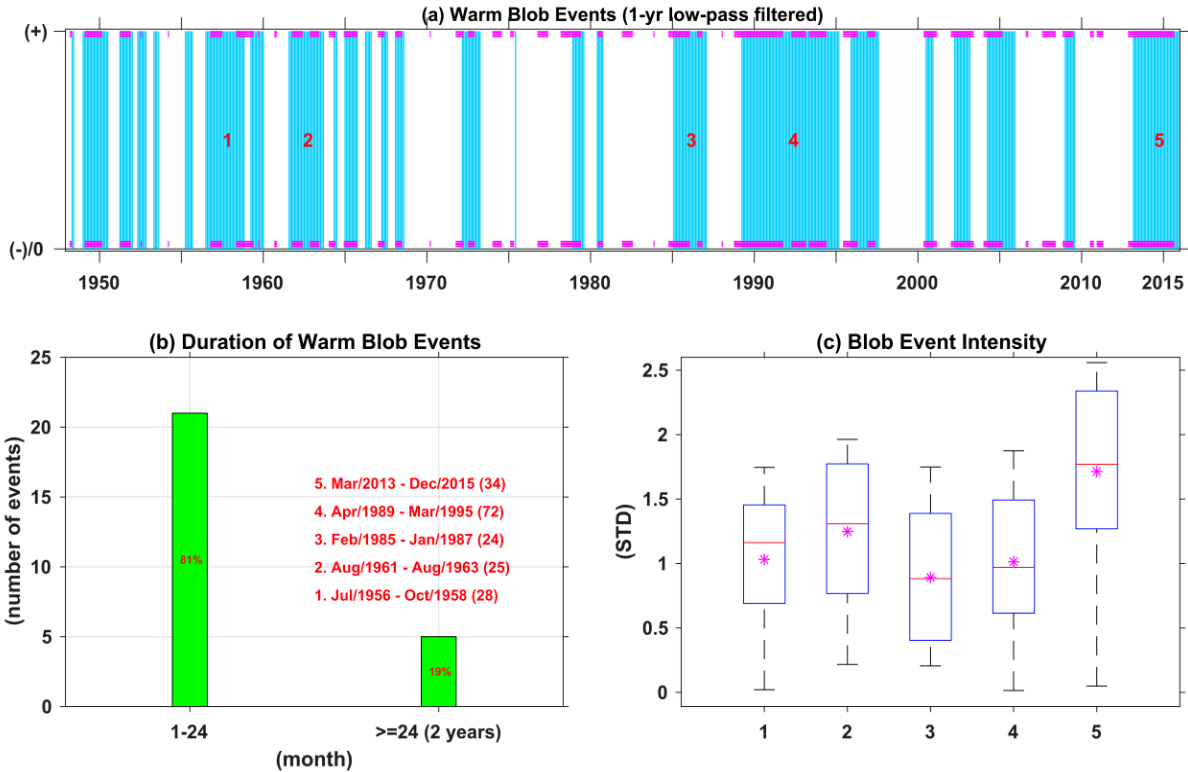 (a) Warm Blob Events (1-yr low-pass filtered)
(+)
1
2
3
4
5
(-)/0
1950
1960
1970
1980
1990
2000
2010
2015
(b) Duration of Warm Blob Events
25
20
15
10
5
0
(number of events)
81%
19%
5. Mar/2013 - Dec/2015 (34)
4. Apr/1989 - Mar/1995 (72)
3. Feb/1985 - Jan/1987 (24)
2. Aug/1961 - Aug/1963 (25)
1. Jul/1956 - Oct/1958 (28)
1-24
>=24 (2 years)
(month)
(c) Blob Event Intensity
2.5
2
1.5
1
0.5
0
(STD)
1
2
3
4
5